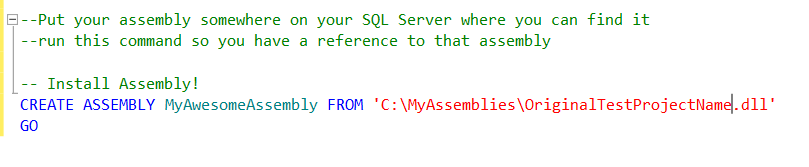 --Put your assembly somewhere on your SQL Server where you can find it
--run this command so you have a reference to that assembly
-- Install Assembly!
CREATE ASSEMBLY MyAwesomeAssembly FROM 'C:\MyAssemblies\OriginalTestProjectName.dll'
GO